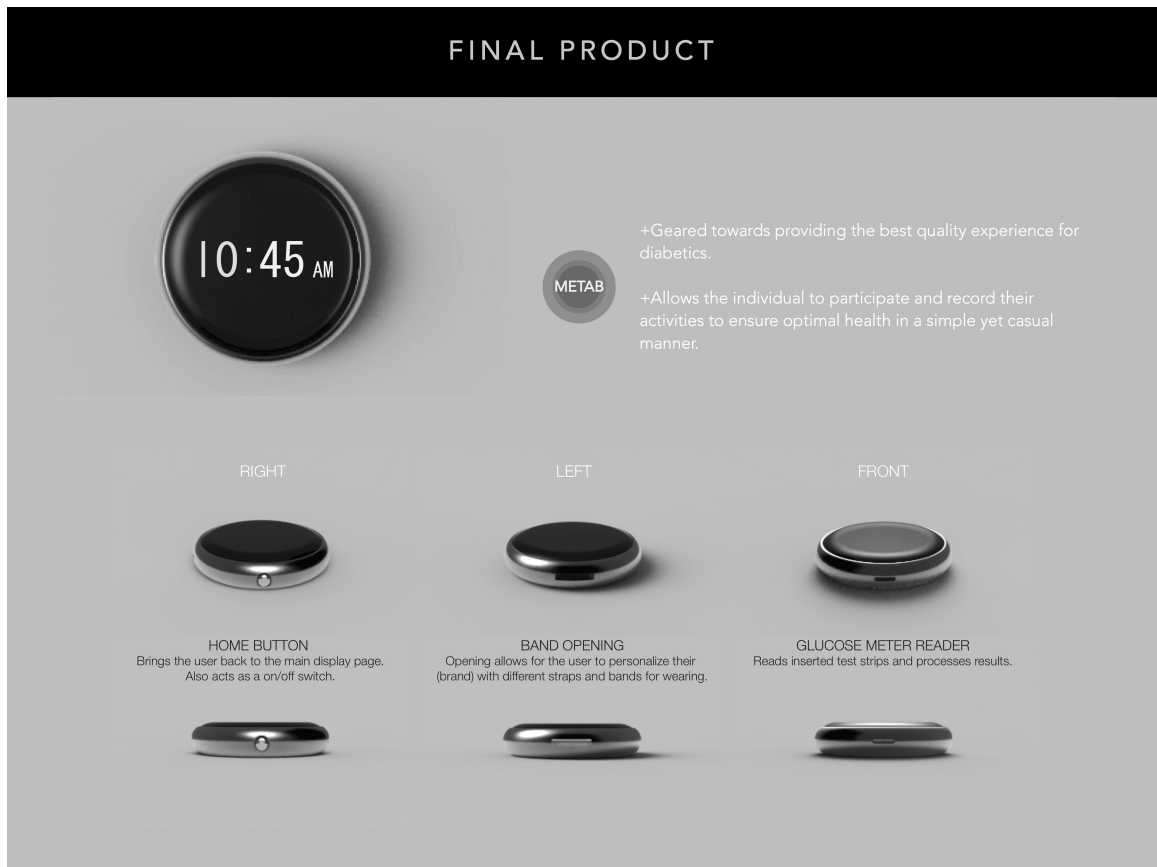 FINAL PRODUCT
10:45 AM
METAB
+Geared towards providing the best quality experience for
diabetics.
+Allows the individual to participate and record their
activities to ensure optimal health in a simple yet casual
manner.
RIGHT
LEFT
FRONT
HOME BUTTON
Brings the user back to the main display page.
Also acts as a on/off switch.
BAND OPENING
Opening allows for the user to personalize their
(brand) with different straps and bands for wearing.
GLUCOSE METER READER
Reads inserted test strips and processes results.